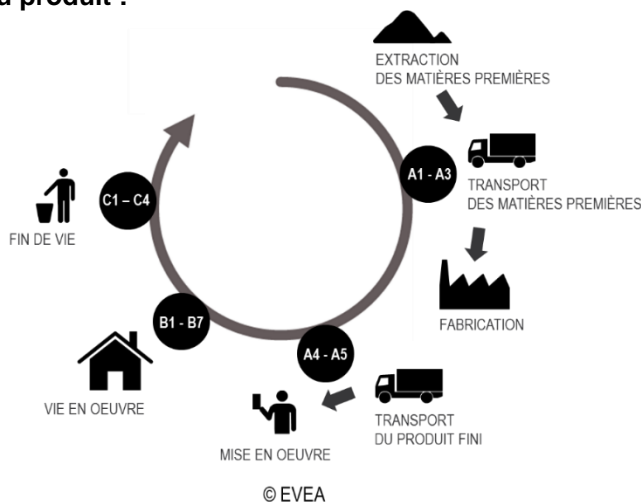 u produit :
EXTRACTION
DES MATIÈRES PREMIÈRES
A1 - A3
TRANSPORT
DES MATIÈRES PREMIÈRES
FABRICATION
A4 - A5
TRANSPORT
DU PRODUIT FINI
MISE EN OEUVRE
B1 - B7
VIE EN OEUVRE
C1 – C4
FIN DE VIE
© EVEA